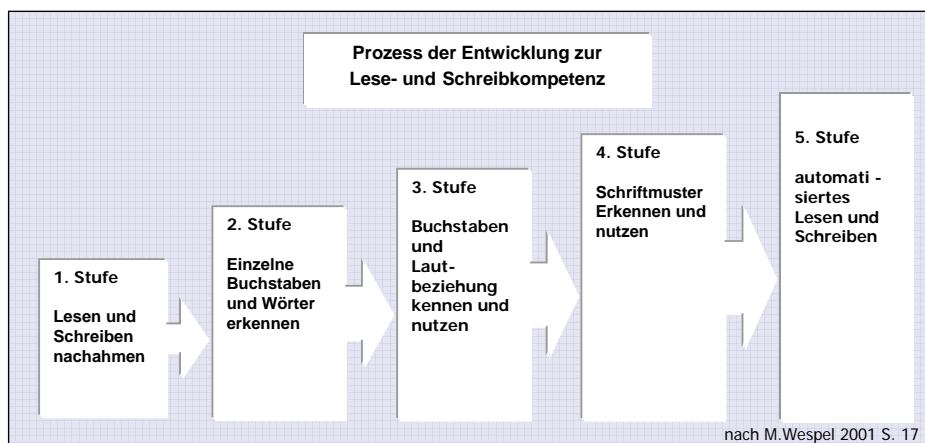 Prozess der Entwicklung zur
Lese- und Schreibkompetenz
1. Stufe
Lesen und
Schreiben
nachahmen
2. Stufe
Einzelne
Buchstaben
und Wörter
erkennen
3. Stufe
Buchstaben
und
Laut-
beziehung
kennen und
nutzen
4. Stufe
Schriftmuster
Erkennen und
nutzen
5. Stufe
automati -
siertes
Lesen und
Schreiben
nach M.Wespel 2001 S. 17